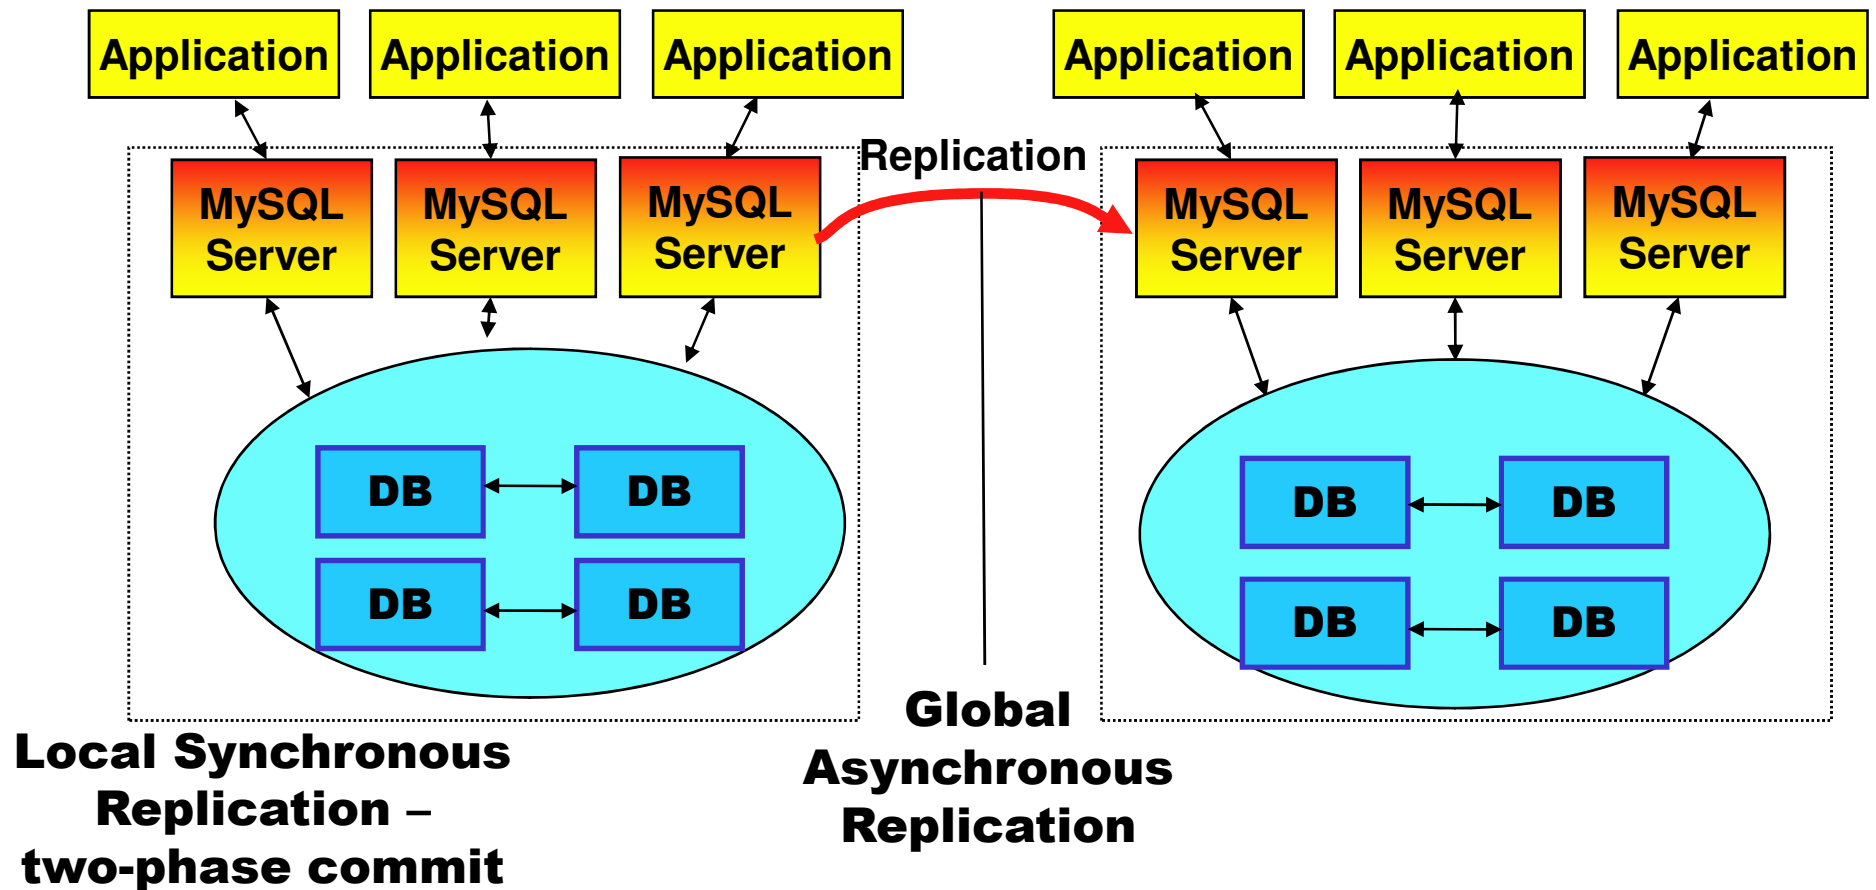 Application
Application
Application
Application
Application
Application
Replication
MySQL
Server
MySQL
Server
MySQL
Server
MySQL
Server
MySQL
Server
MySQL
Server
DB
DB
DB
DB
DB
DB
DB
DB
Local Synchronous
Replication –
two-phase commit
Global
Asynchronous
Replication